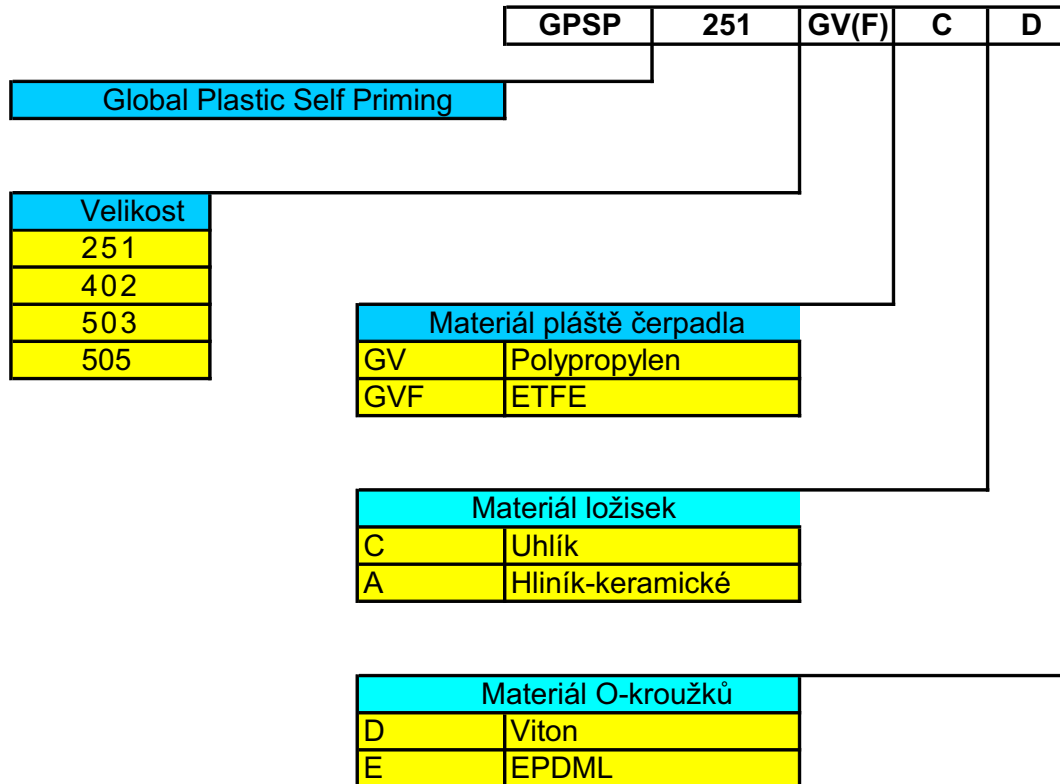 GPSP 251 GV(F) C D
Global Plastic Self Priming
Velikost
251
402
503
505
Materiál pláště čerpadla
GV Polypropylen
GVF ETFE
Materiál ložisek
C Uhlík
A Hliník-keramické
Materiál O-kroužků
D Viton
E EPDML